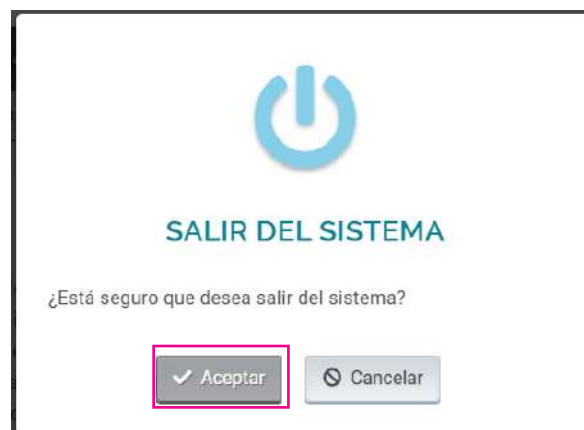 SALIR DEL SISTEMA
¿Está seguro que desea salir del sistema?
Aceptar Cancelar